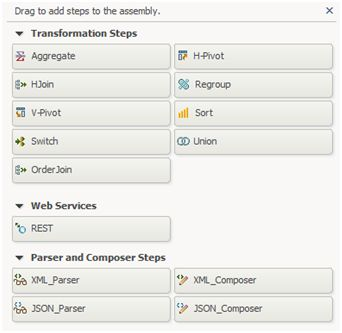 Drag to add steps to the assembly.
Transformation Steps
Aggregate
H-Pivot
HJoin
Regroup
V-Pivot
Sort
Switch
Union
OrderJoin
Web Services
REST
Parser and Composer Steps
XML_Parser
XML_Composer
JSON_Parser
JSON_Composer